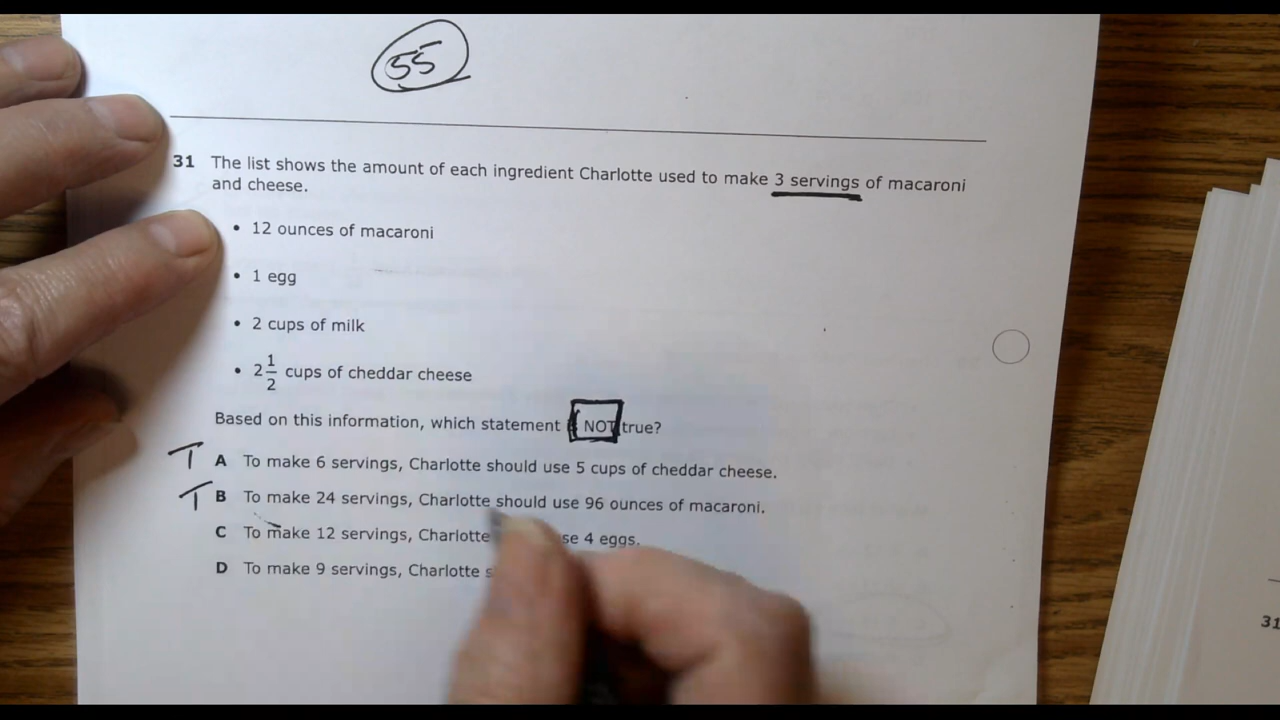 55
31 The list shows the amount of each ingredient Charlotte used to make 3 servings of macaroni
and cheese.
• 12 ounces of macaroni
• 1 egg
• 2 cups of milk
• 2 1/2 cups of cheddar cheese
Based on this information, which statement NOT true?
T A To make 6 servings, Charlotte should use 5 cups of cheddar cheese.
T B To make 24 servings, Charlotte should use 96 ounces of macaroni.
C To make 12 servings, Charlotte se 4 eggs.
D To make 9 servings, Charlotte s
31